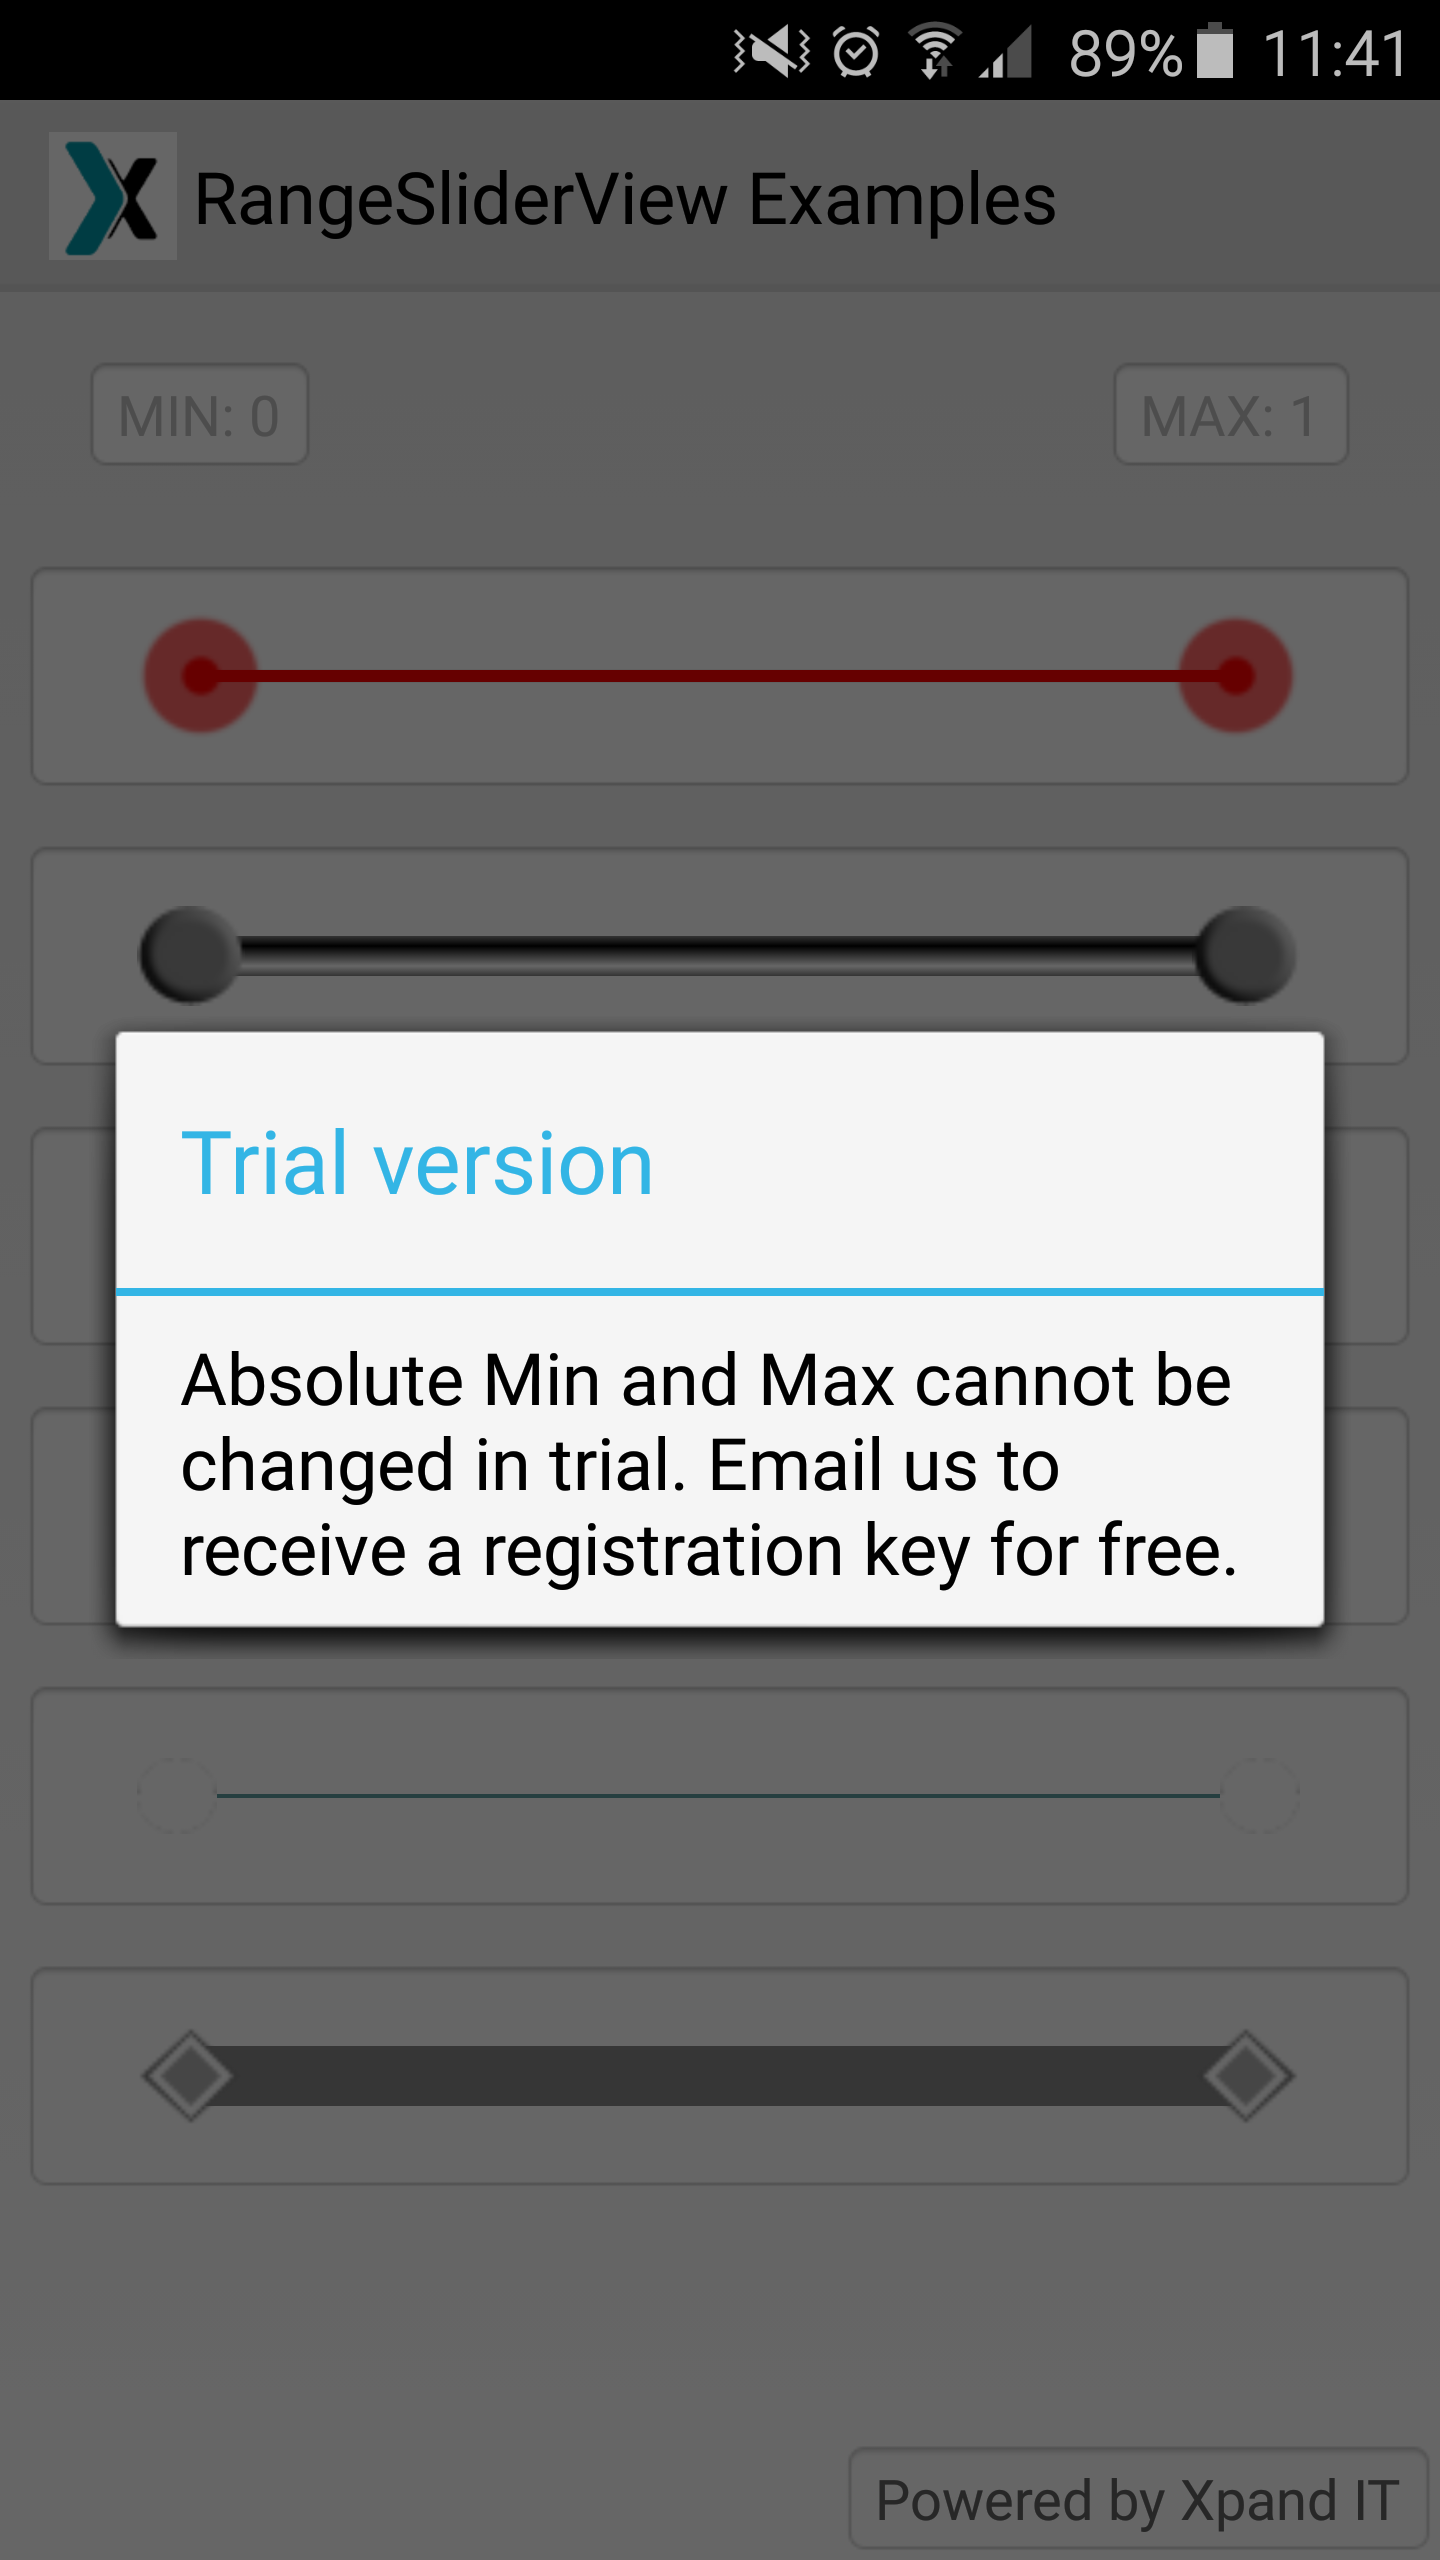 89% 11:41
RangeSliderView Examples
MIN: 0 MAX: 1
Trial version
Absolute Min and Max cannot be
changed in trial. Email us to
receive a registration key for free.
Powered by Xpand IT